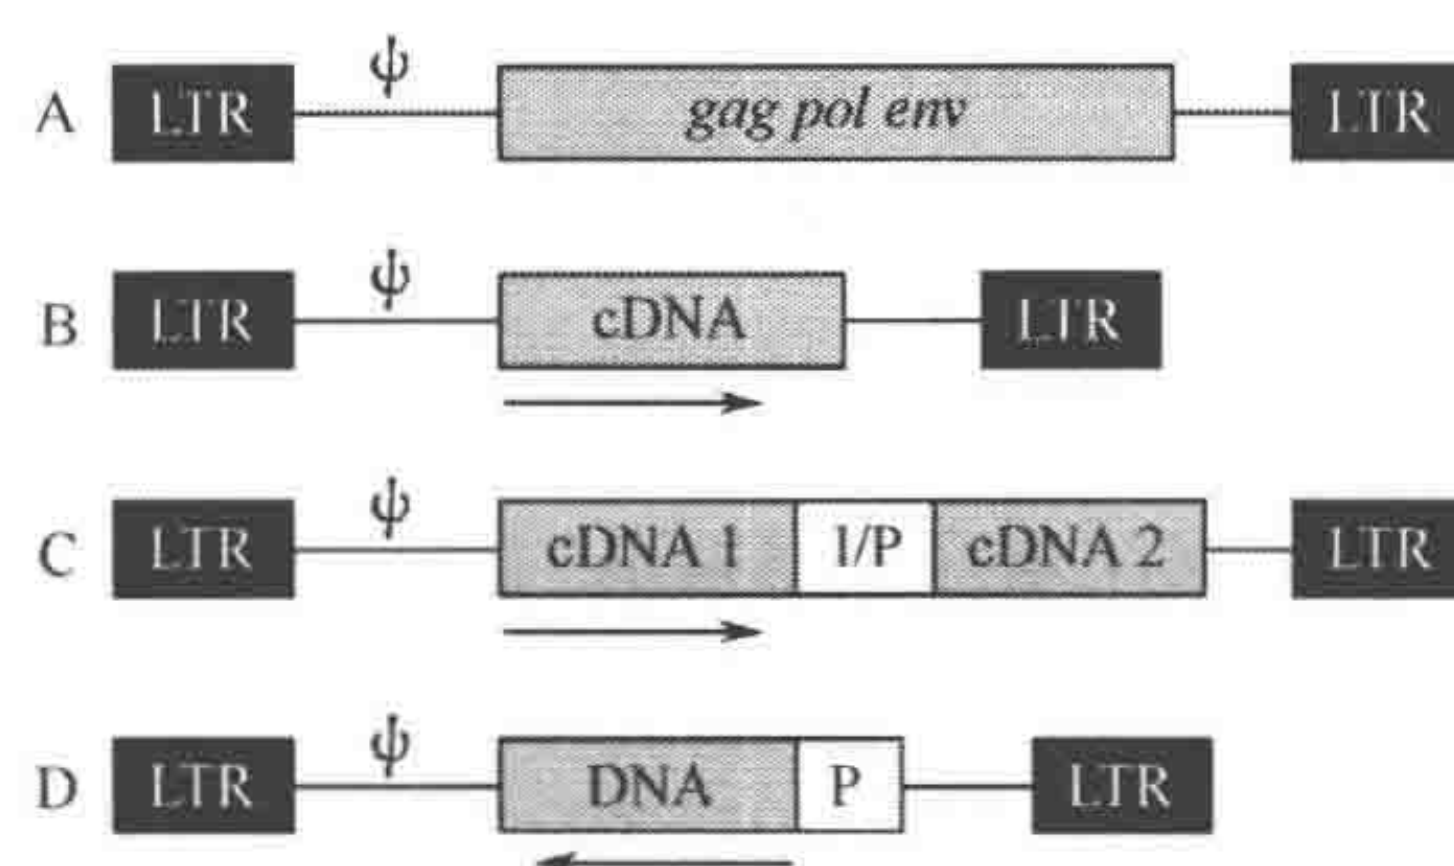 A LTR ψ gag pol env LTR
B LTR ψ cDNA LTR
C LTR ψ cDNA 1 I/P cDNA 2 LTR
D LTR ψ DNA P LTR